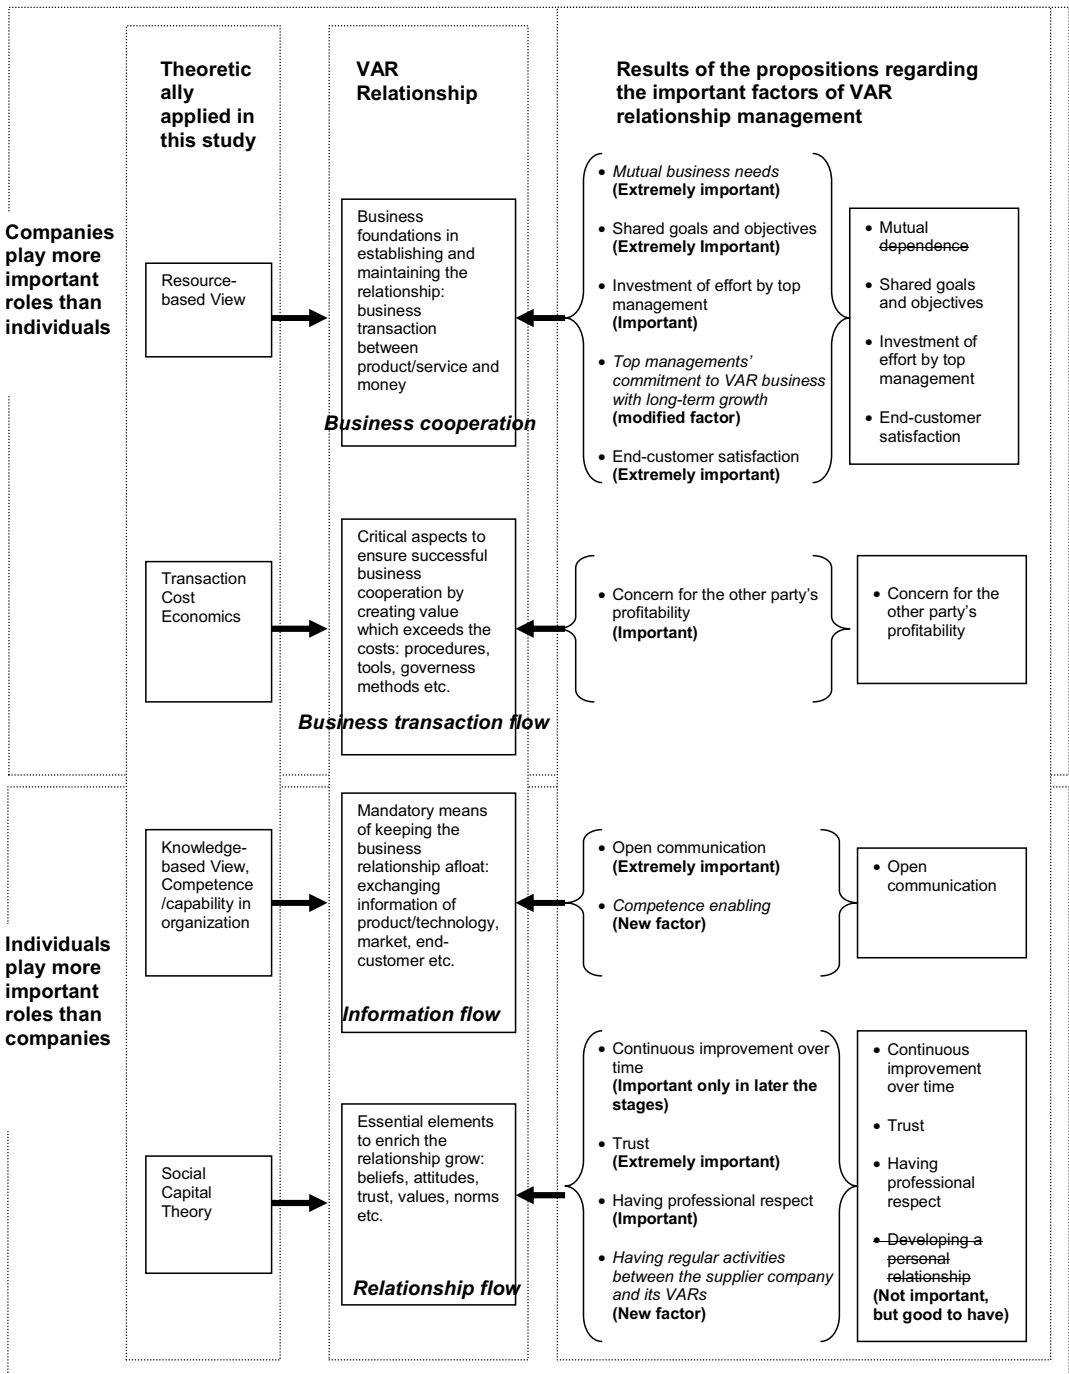 Theoretic
ally
applied in
this study
VAR
Relationship
Results of the propositions regarding
the important factors of VAR
relationship management
Companies
play more
important
roles than
individuals
Resource-
based View
Business
foundations in
establishing and
maintaining the
relationship:
business
transaction
between
product/service and
money
Business cooperation
• Mutual business needs
(Extremely important)
• Shared goals and objectives
(Extremely Important)
• Investment of effort by top
management
(Important)
• Top managements’
commitment to VAR business
with long-term growth
(modified factor)
• End-customer satisfaction
(Extremely important)
• Mutual
dependence
• Shared goals
and objectives
• Investment of
effort by top
management
• End-customer
satisfaction
Transaction
Cost
Economics
Critical aspects to
ensure successful
business
cooperation by
creating value
which exceeds the
costs: procedures,
tools, governess
methods etc.
Business transaction flow
• Concern for the other party’s
profitability
(Important)
• Concern for the
other party’s
profitability
Individuals
play more
important
roles than
companies
Knowledge-
based View,
Competence
/capability in
organization
Mandatory means
of keeping the
business
relationship afloat:
exchanging
information of
product/technology,
market, end-
customer etc.
Information flow
• Open communication
(Extremely important)
• Competence enabling
(New factor)
• Open
communication
Social
Capital
Theory
Essential elements
to enrich the
relationship grow:
beliefs, attitudes,
trust, values, norms
etc.
Relationship flow
• Continuous improvement over
time
(Important only in later the
stages)
• Trust
(Extremely important)
• Having professional respect
(Important)
• Having regular activities
between the supplier company
and its VARs
(New factor)
• Continuous
improvement
over time
• Trust
• Having
professional
respect
• Developing a
personal
relationship
(Not important,
but good to have)